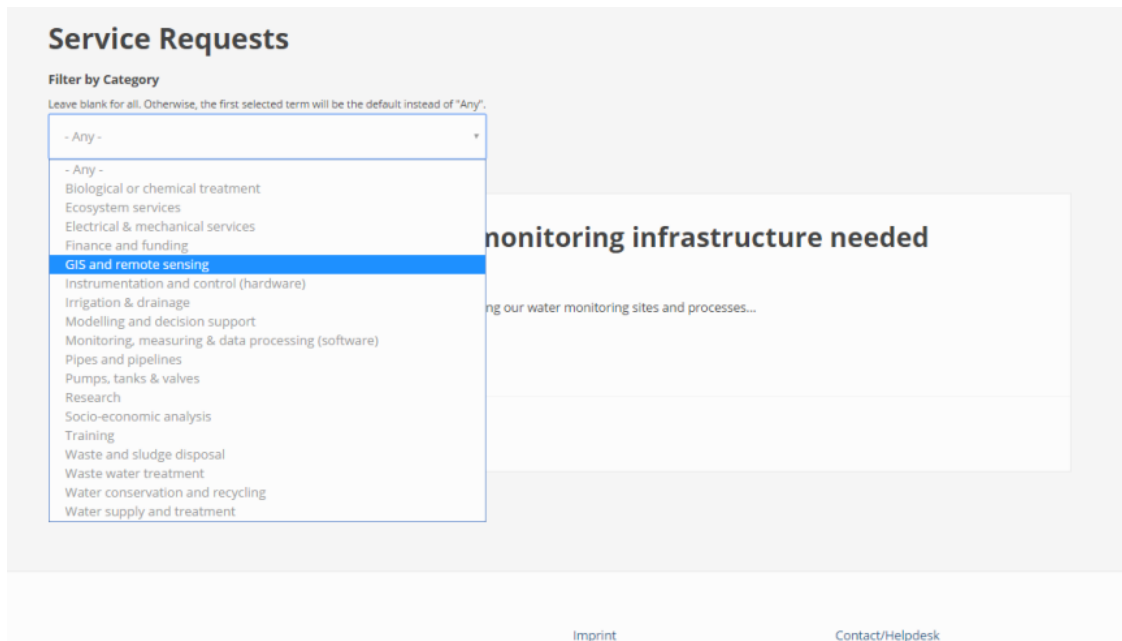 Service Requests
Filter by Category
Leave blank for all. Otherwise, the first selected term will be the default instead of "Any".
- Any -
- Any -
Biological or chemical treatment
Ecosystem services
Electrical & mechanical services
Finance and funding
GIS and remote sensing
Instrumentation and control (hardware)
Irrigation & drainage
Modelling and decision support
Monitoring, measuring & data processing (software)
Pipes and pipelines
Pumps, tanks & valves
Research
Socio-economic analysis
Training
Waste and sludge disposal
Waste water treatment
Water conservation and recycling
Water supply and treatment
monitoring infrastructure needed
ng our water monitoring sites and processes...
Imprint
Contact/Helpdesk